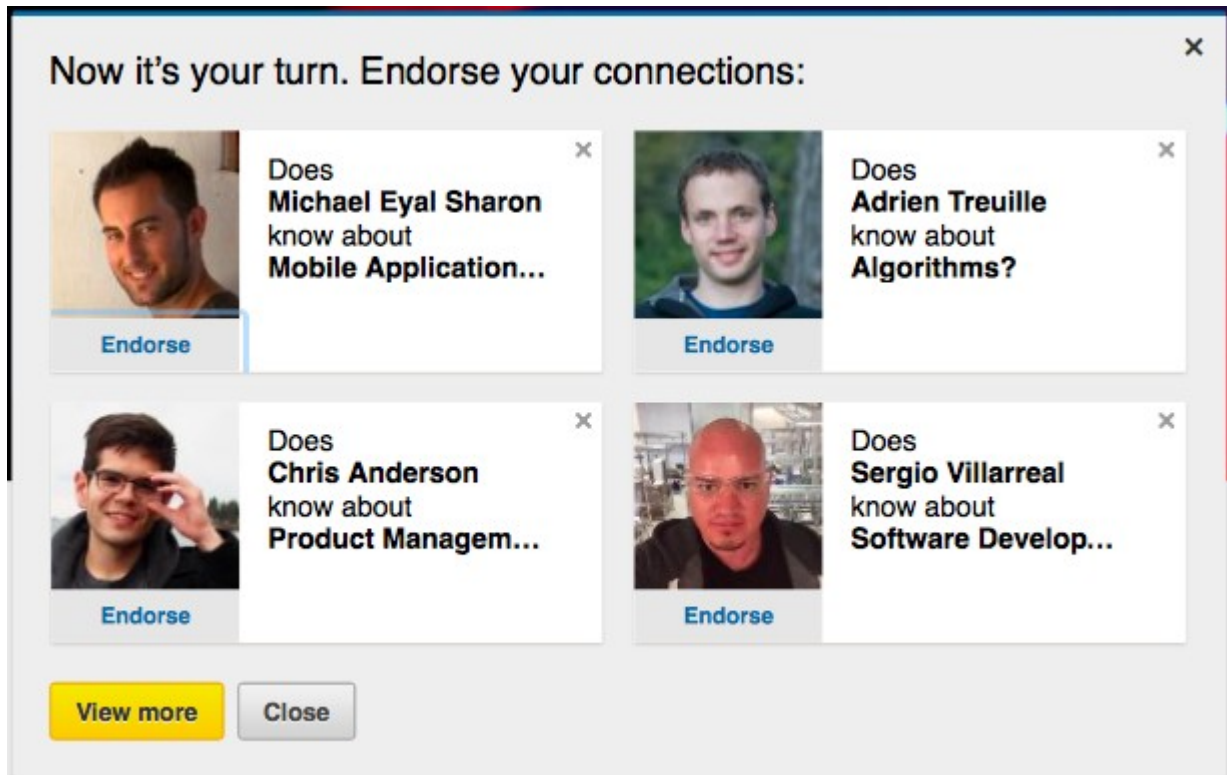 Now it's your turn. Endorse your connections:
Does
Michael Eyal Sharon
know about
Mobile Application...
Endorse
Does
Adrien Treuille
know about
Algorithms?
Endorse
Does
Chris Anderson
know about
Product Managem...
Endorse
Does
Sergio Villarreal
know about
Software Develop...
Endorse
View more
Close